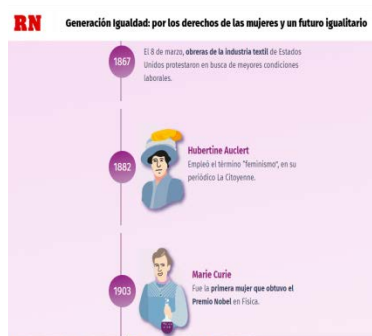 RN
Generación Igualdad: por los derechos de las mujeres y un futuro igualitario
1867
El 8 de marzo, obreras de la industria textil de Estados
Unidos protestaron en busca de meyores condiciones
laborales.
1882
Hubertine Auclert
Empleó el término "feminismo", en su
periódico La Citoyenne.
1903
Marie Curie
Fue la primera mujer que obtuvo el
Premio Nobel en Física.